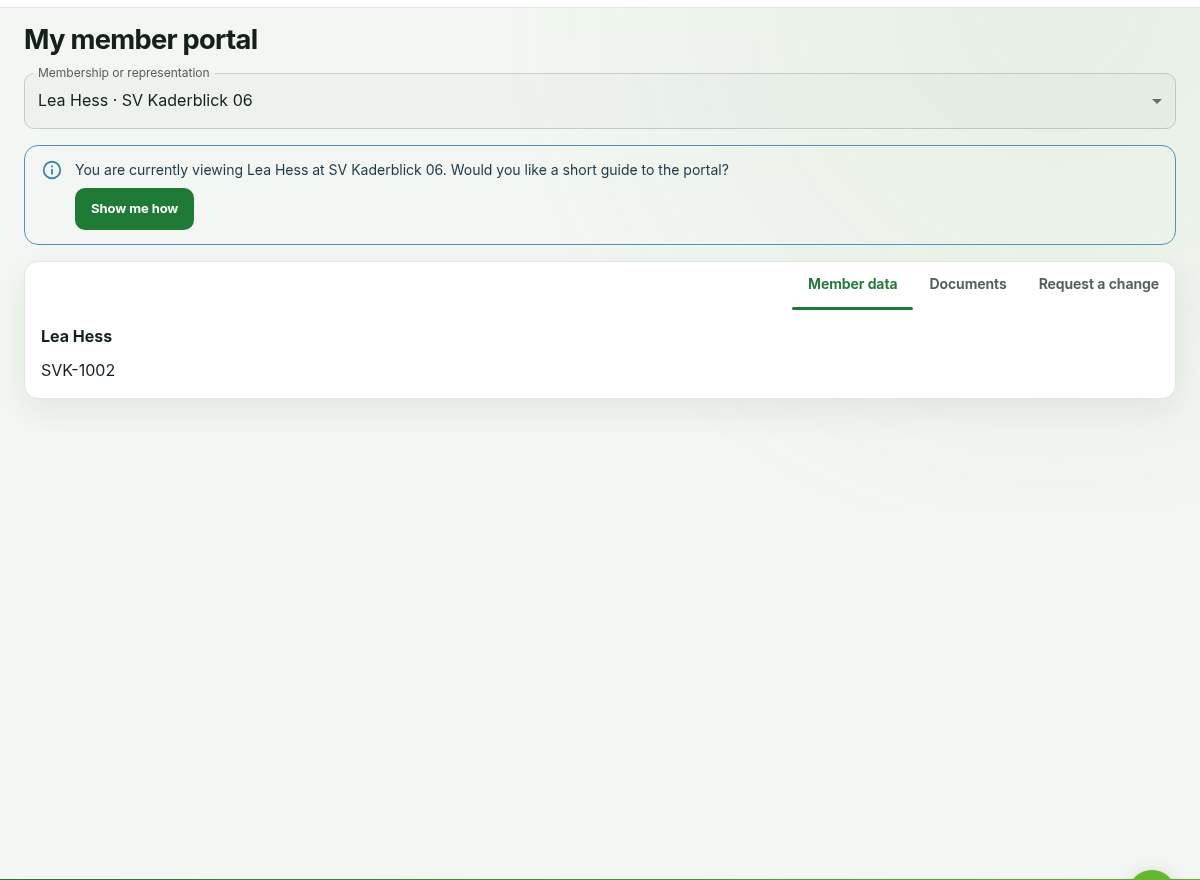 My member portal
Membership or representation
Lea Hess · SV Kaderblick 06
You are currently viewing Lea Hess at SV Kaderblick 06. Would you like a short guide to the portal?
Show me how
Member data
Documents
Request a change
Lea Hess
SVK-1002